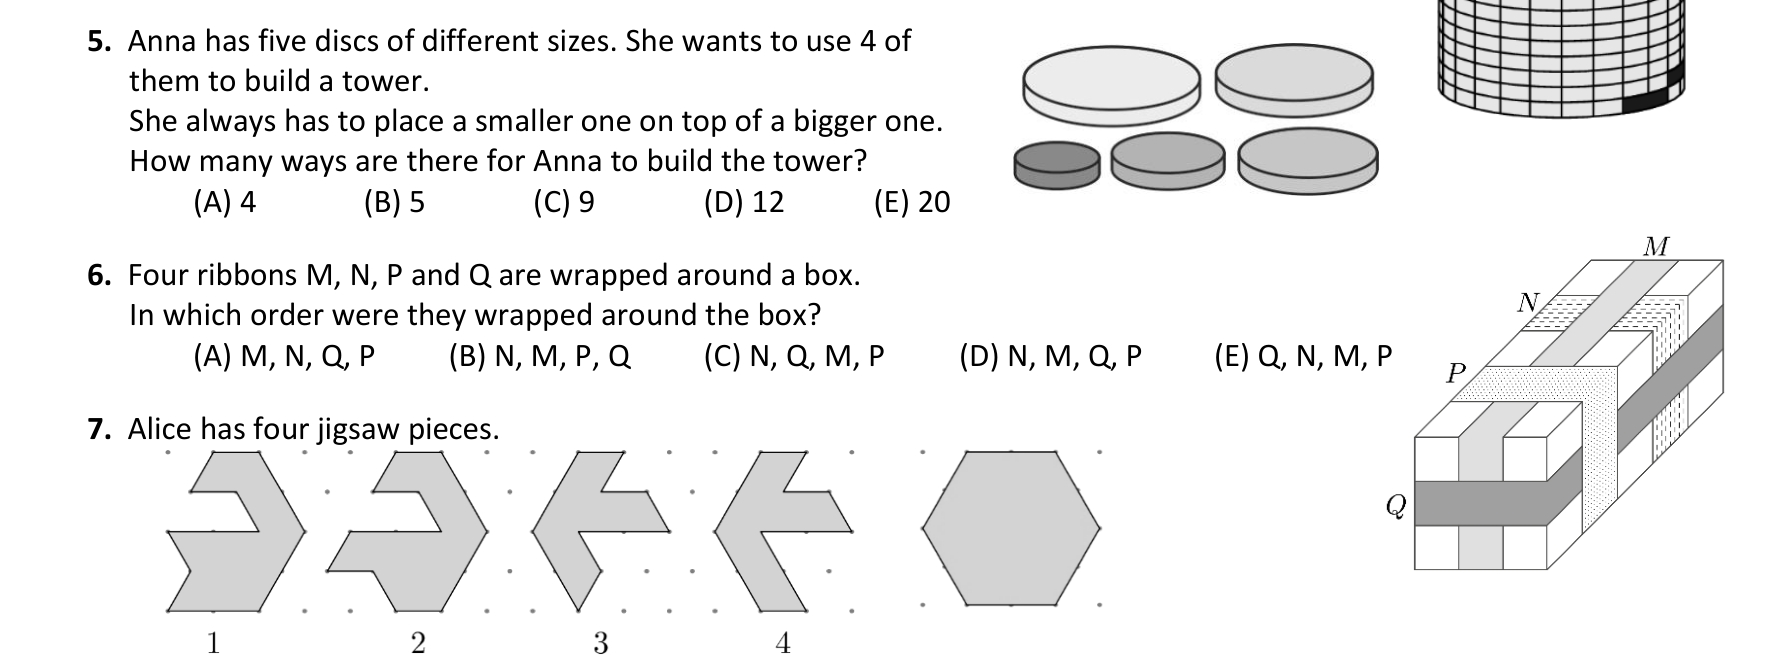 5. Anna has five discs of different sizes. She wants to use 4 of
them to build a tower.
She always has to place a smaller one on top of a bigger one.
How many ways are there for Anna to build the tower?
(A) 4 (B) 5 (C) 9 (D) 12 (E) 20
6. Four ribbons M, N, P and Q are wrapped around a box.
In which order were they wrapped around the box?
(A) M, N, Q, P (B) N, M, P, Q (C) N, Q, M, P (D) N, M, Q, P (E) Q, N, M, P
M
N
P
Q
7. Alice has four jigsaw pieces.
1 2 3 4